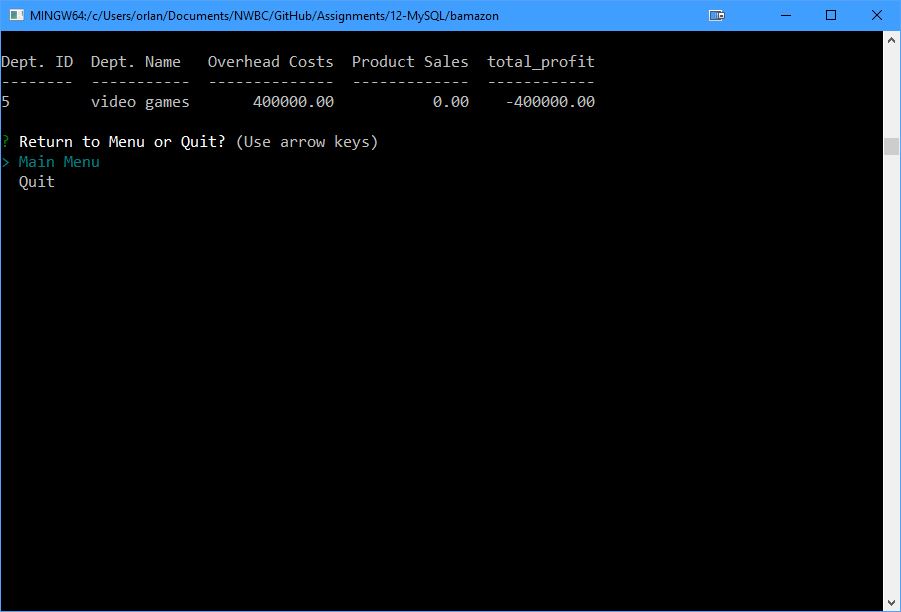 MINGW64:/c/Users/orlan/Documents/NWBC/GitHub/Assignments/12-MySQL/bamazon
Dept. ID  Dept. Name   Overhead Costs  Product Sales  total_profit
--------  -----------  --------------  -------------  ------------
5         video games       400000.00           0.00    -400000.00
? Return to Menu or Quit? (Use arrow keys)
> Main Menu
  Quit